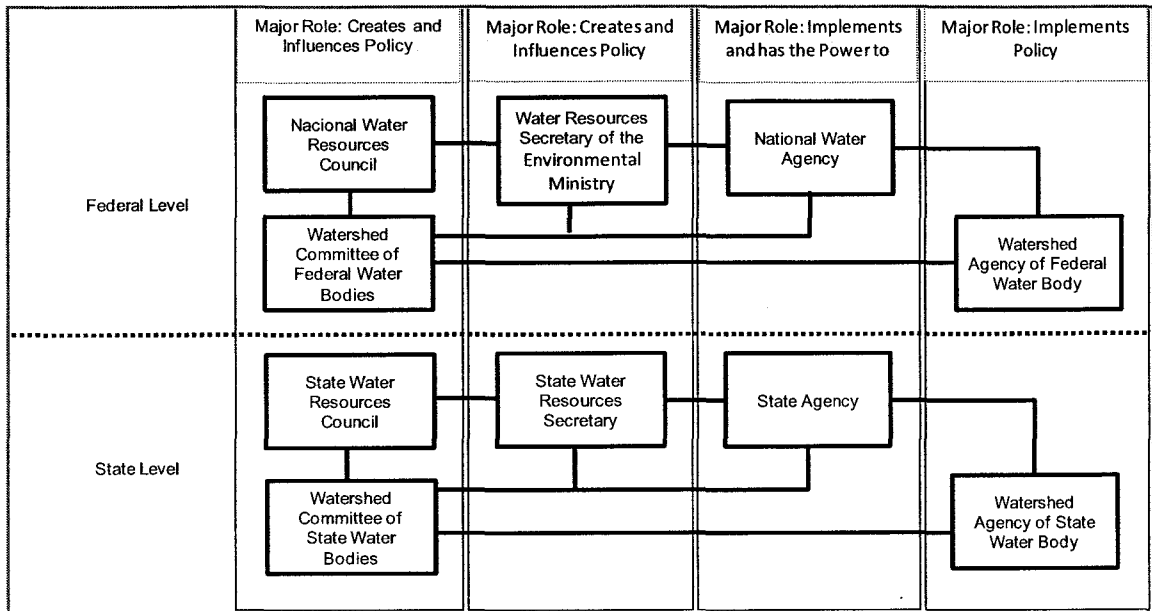 Major Role: Creates and
Influences Policy
Major Role: Creates and
Influences Policy
Major Role: Implements
and has the Power to
Major Role: Implements
Policy
Federal Level
Nacional Water
Resources
Council
Water Resources
Secretary of the
Environmental
Ministry
National Water
Agency
Watershed
Committee of
Federal Water
Bodies
Watershed
Agency of Federal
Water Body
State Level
State Water
Resources
Council
State Water
Resources
Secretary
State Agency
Watershed
Committee of
State Water
Bodies
Watershed
Agency of State
Water Body